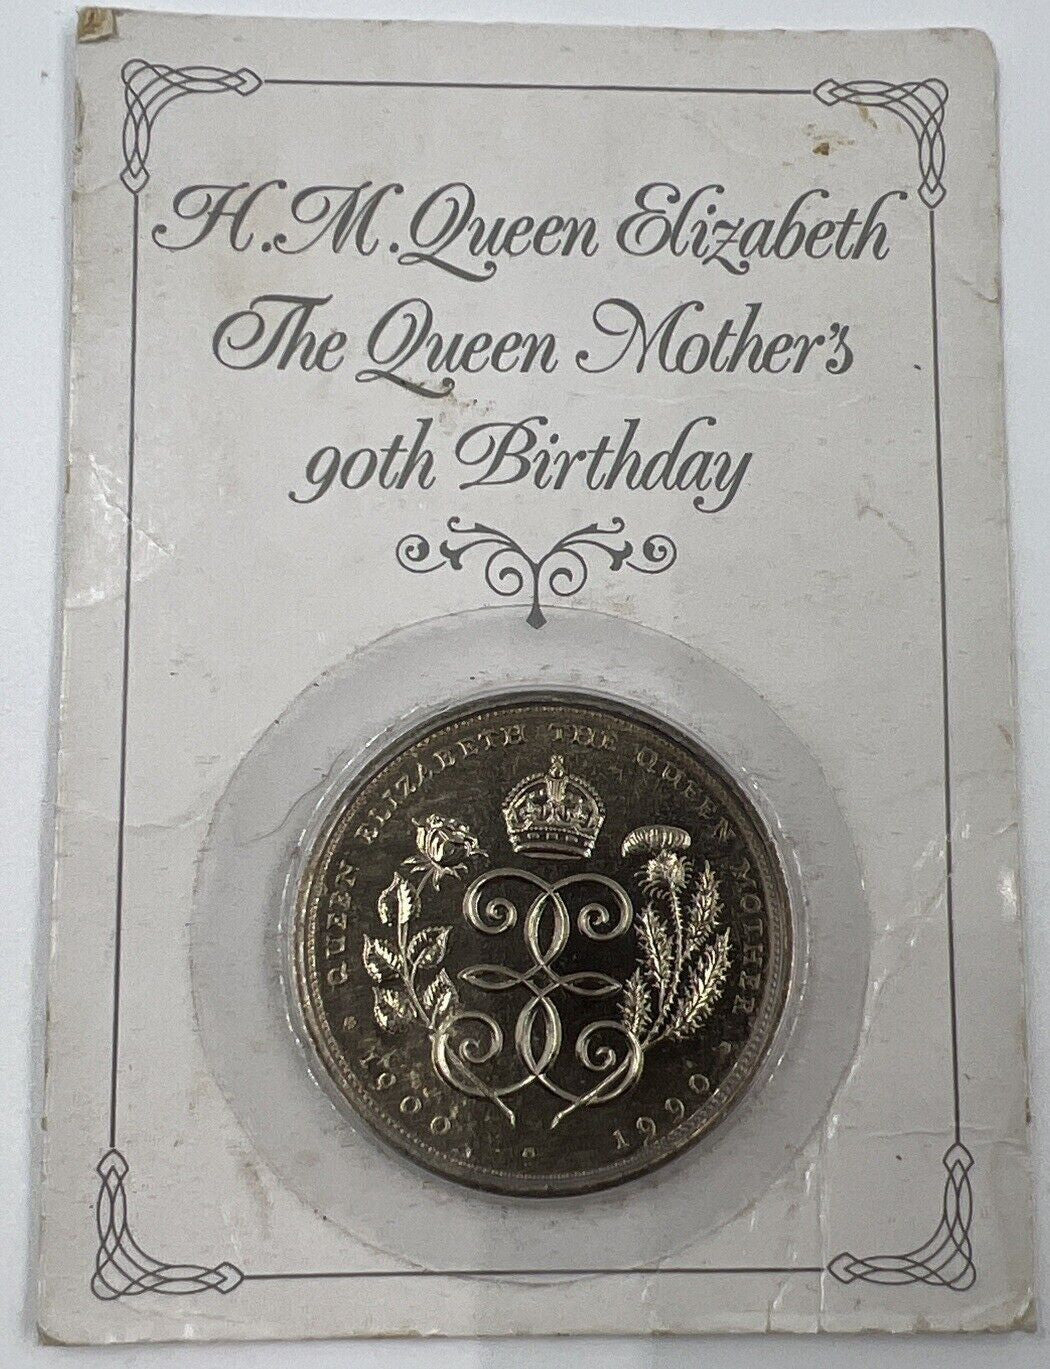 H.M. Queen Elizabeth
The Queen Mother's
90th Birthday
QUEEN ELIZABETH THE QUEEN MOTHER
1900 · 1990